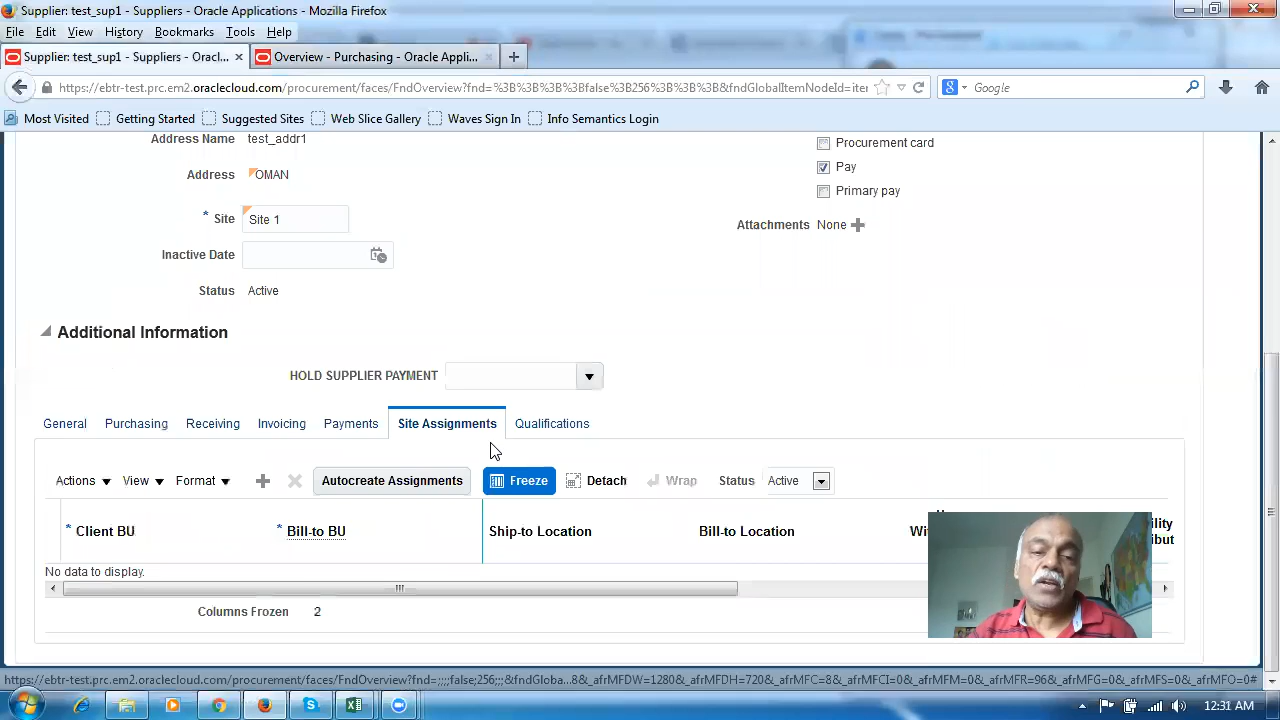 Supplier: test_sup1 - Suppliers - Oracle Applications - Mozilla Firefox
File Edit View History Bookmarks Tools Help
Supplier: test_sup1 - Suppliers - Oracl... × Overview - Purchasing - Oracle Appli... ×
https://ebtr-test.prc.em2.oraclecloud.com/procurement/faces/FndOverview?fnd=%3B%3B%3B%3Bfalse%3B256%3B%3B%3B&fndGlobalItemNodeId=iter Google
Most Visited Getting Started Suggested Sites Web Slice Gallery Waves Sign In Info Semantics Login
Address Name test_addr1
Procurement card
Address OMAN
Pay
Primary pay
* Site Site 1
Attachments None
Inactive Date
Status Active
Additional Information
HOLD SUPPLIER PAYMENT
General Purchasing Receiving Invoicing Payments Site Assignments Qualifications
Actions View Format Autocreate Assignments Freeze Detach Wrap Status Active
* Client BU * Bill-to BU Ship-to Location Bill-to Location
No data to display.
Columns Frozen 2
https://ebtr-test.prc.em2.oraclecloud.com/procurement/faces/FndOverview?fnd=;;;;false;256;;;&fndGloba...8&_afrMFDW=1280&_afrMFDH=720&_afrMFC=8&_afrMFCI=0&_afrMFM=0&_afrMFR=96&_afrMFG=0&_afrMFS=0&_afrMFO=0#
12:31 AM